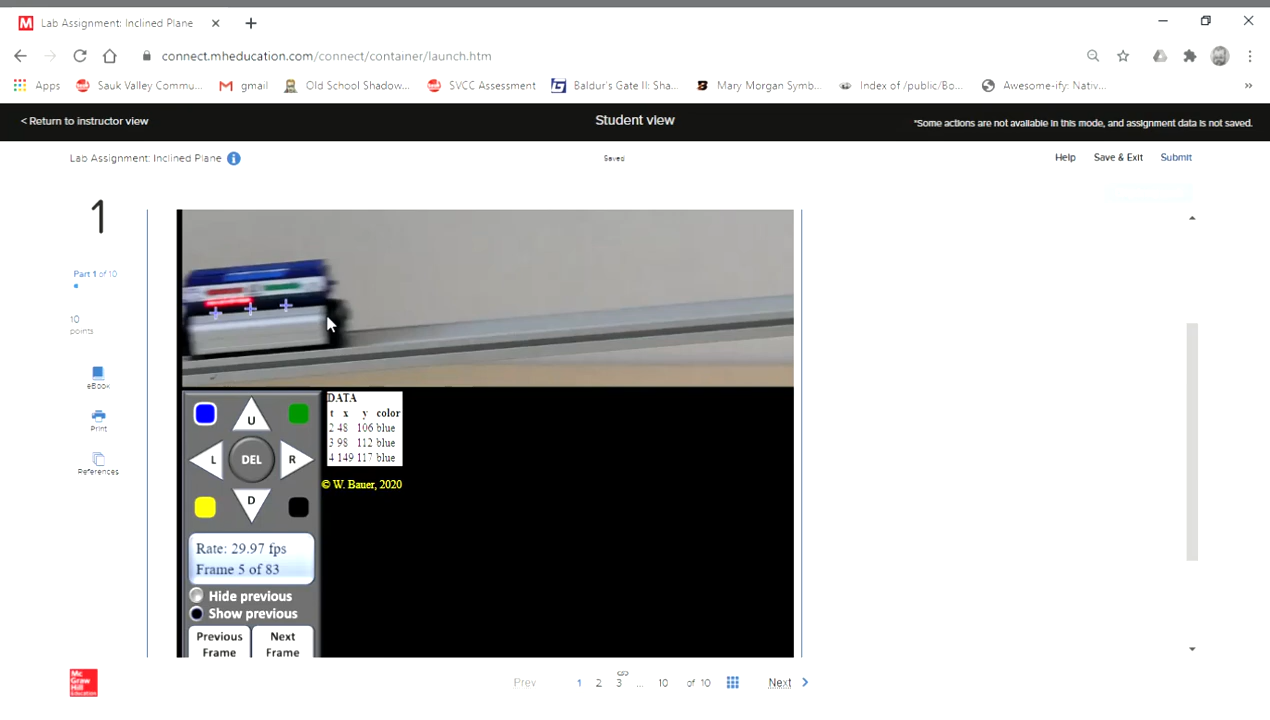 Lab Assignment: Inclined Plane
connect.mheducation.com/connect/container/launch.htm
Apps Sauk Valley Commu... gmail Old School Shadow... SVCC Assessment Baldur's Gate II: Sha... Mary Morgan Symb... Index of /public/Bo... Awesome-ify: Nativ... »
< Return to instructor view Student view *Some actions are not available in this mode, and assignment data is not saved.
Lab Assignment: Inclined Plane Saved Help Save & Exit Submit
1
Part 1 of 10
10
points
eBook
Print
References
DATA
t x y color
2 48 106 blue
3 98 112 blue
4 149 117 blue
© W. Bauer, 2020
U
L DEL R
D
Rate: 29.97 fps
Frame 5 of 83
Hide previous
Show previous
Previous Frame
Next Frame
Mc
Graw
Hill
Education
Prev 1 2 3 ... 10 of 10 Next >